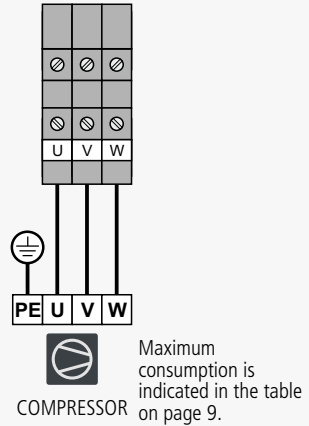 U V W
PE U V W
COMPRESSOR
Maximum
consumption is
indicated in the table
on page 9.